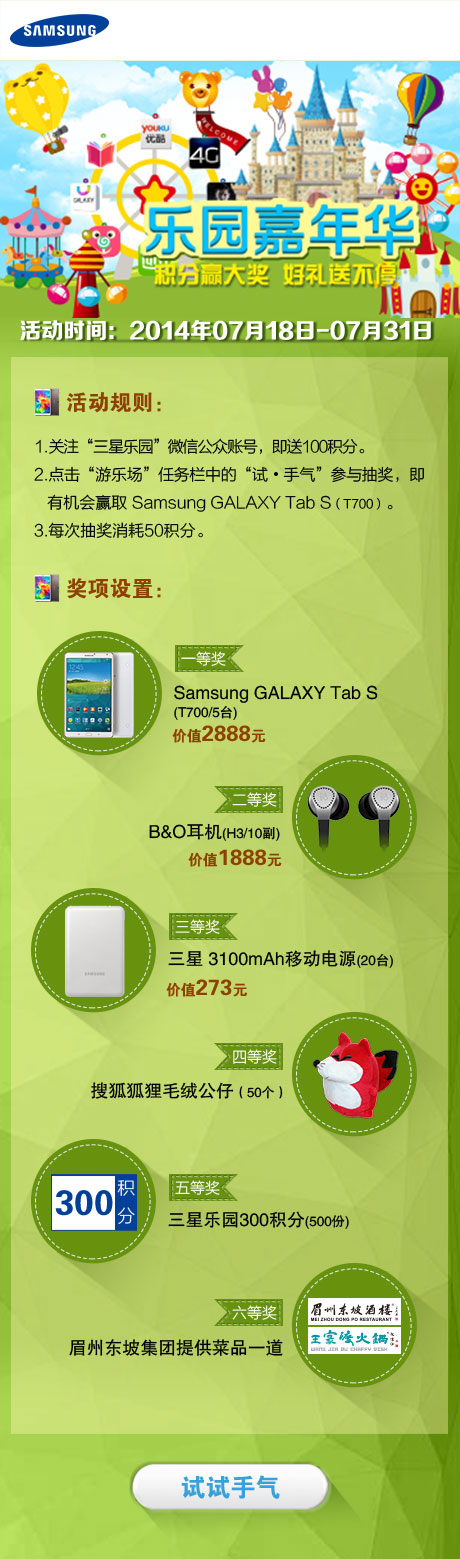 SAMSUNG
YOUKU
优酷
WELCOME
4G
GALAXY
乐园嘉年华
积分赢大奖 好礼送不停
活动时间：2014年07月18日-07月31日
活动规则：
1.关注“三星乐园”微信公众账号，即送100积分。
2.点击“游乐场”任务栏中的“试·手气”参与抽奖，即
有机会赢取 Samsung GALAXY Tab S（T700）。
3.每次抽奖消耗50积分。
奖项设置：
一等奖
Samsung GALAXY Tab S
(T700/5台)
价值2888元
二等奖
B&O耳机(H3/10副)
价值1888元
三等奖
三星 3100mAh移动电源(20台)
价值273元
SAMSUNG
四等奖
搜狐狐狸毛绒公仔（50个）
300积分
五等奖
三星乐园300积分(500份)
六等奖
眉州东坡集团提供菜品一道
眉州东坡酒楼
MEI ZHOU DONG PO RESTAURANT
王家渡火锅
WANG JIA DU CHAFFY DISH
试试手气